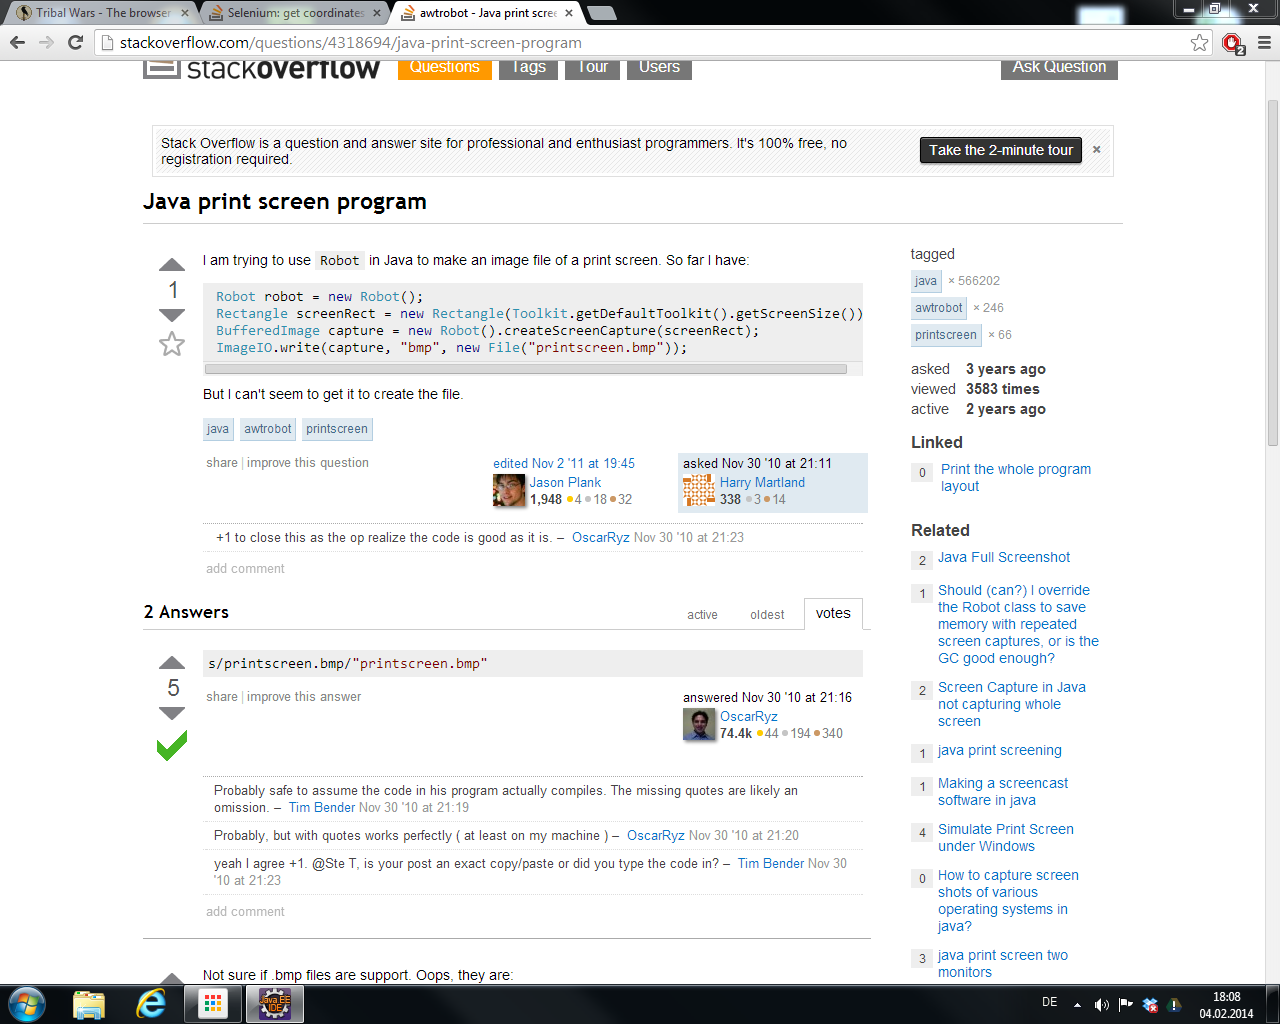 Tribal Wars - The browser
Selenium: get coordinates
awtrobot - Java print scre
stackoverflow.com/questions/4318694/java-print-screen-program
2
stackoverflow
Questions
Tags
Tour
Users
Ask Question
Stack Overflow is a question and answer site for professional and enthusiast programmers. It's 100% free, no
registration required.
Take the 2-minute tour
×
Java print screen program
1
I am trying to use Robot in Java to make an image file of a print screen. So far I have:
Robot robot = new Robot();
Rectangle screenRect = new Rectangle(Toolkit.getDefaultToolkit().getScreenSize())
BufferedImage capture = new Robot().createScreenCapture(screenRect);
ImageIO.write(capture, "bmp", new File("printscreen.bmp"));
But I can't seem to get it to create the file.
java awtrobot printscreen
share | improve this question
edited Nov 2 '11 at 19:45
Jason Plank
1,948 ●4 ●18 ●32
asked Nov 30 '10 at 21:11
Harry Martland
338 ●3 ●14
+1 to close this as the op realize the code is good as it is. – OscarRyz Nov 30 '10 at 21:23
add comment
2 Answers
active
oldest
votes
5
s/printscreen.bmp/"printscreen.bmp"
share | improve this answer
answered Nov 30 '10 at 21:16
OscarRyz
74.4k ●44 ●194 ●340
Probably safe to assume the code in his program actually compiles. The missing quotes are likely an
omission. – Tim Bender Nov 30 '10 at 21:19
Probably, but with quotes works perfectly ( at least on my machine ) – OscarRyz Nov 30 '10 at 21:20
yeah I agree +1. @Ste T, is your post an exact copy/paste or did you type the code in? – Tim Bender Nov 30
'10 at 21:23
add comment
Not sure if .bmp files are support. Oops, they are:
tagged
java × 566202
awtrobot × 246
printscreen × 66
asked 3 years ago
viewed 3583 times
active 2 years ago
Linked
0 Print the whole program
layout
Related
2 Java Full Screenshot
1 Should (can?) I override
the Robot class to save
memory with repeated
screen captures, or is the
GC good enough?
2 Screen Capture in Java
not capturing whole
screen
1 java print screening
1 Making a screencast
software in java
4 Simulate Print Screen
under Windows
0 How to capture screen
shots of various
operating systems in
java?
3 java print screen two
monitors
Java EE
IDE
DE
18:08
04.02.2014